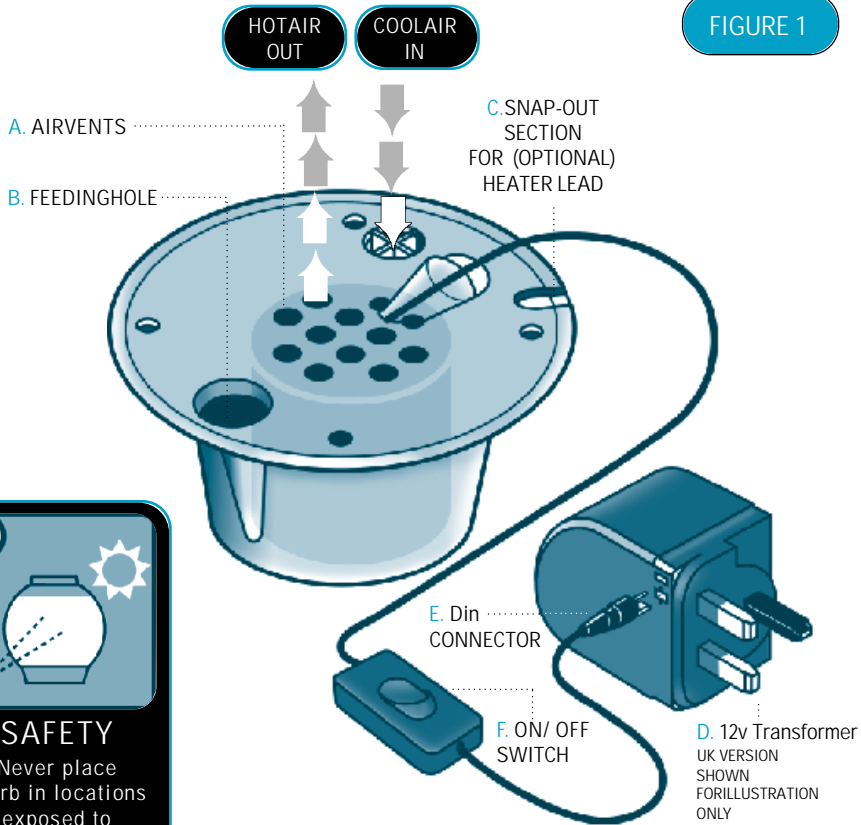 HOTAIR
OUT
COOLAIR
IN
FIGURE 1
A. AIRVENTS
B. FEEDINGHOLE
C.SNAP-OUT
SECTION
FOR (OPTIONAL)
HEATER LEAD
E. Din
CONNECTOR
F. ON/ OFF
SWITCH
D. 12v Transformer
UK VERSION
SHOWN
FORILLUSTRATION
ONLY
SAFETY
Never place
rb in locations
exposed to